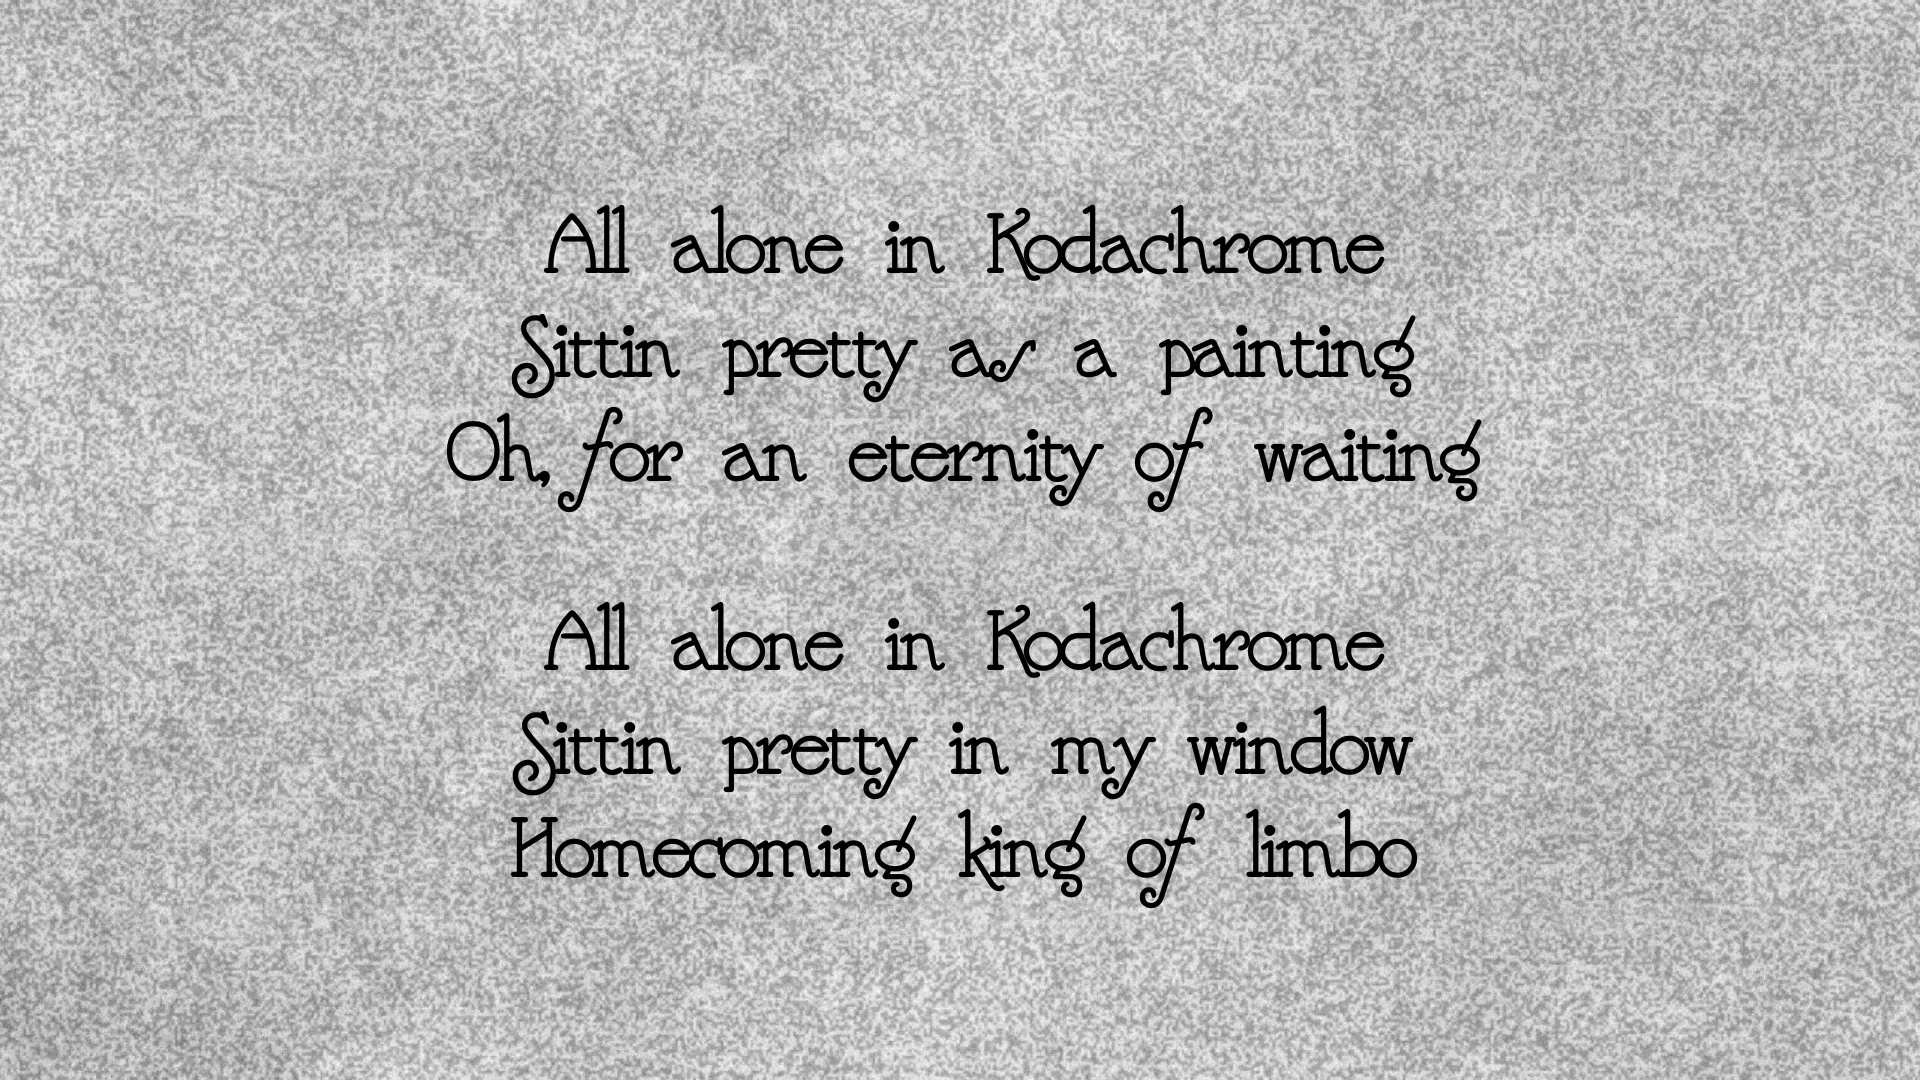 All alone in Kodachrome
Sittin pretty as a painting
Oh, for an eternity of waiting
All alone in Kodachrome
Sittin pretty in my window
Homecoming king of limbo